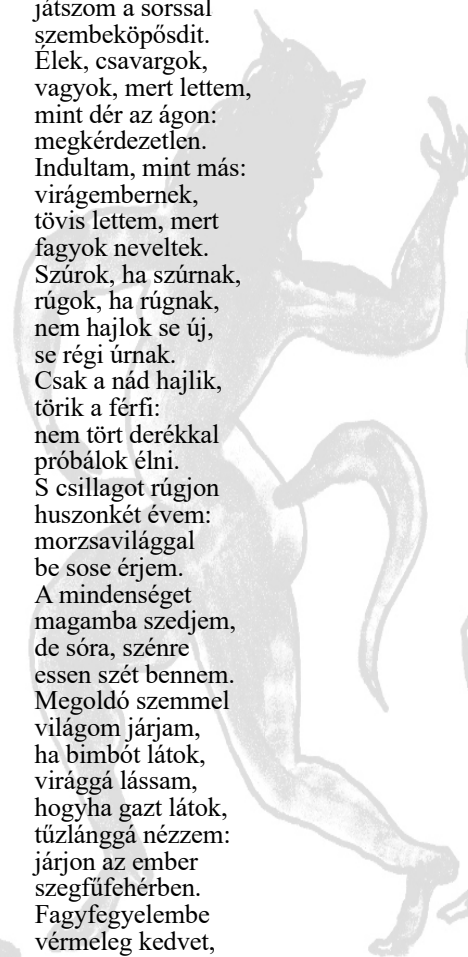 játszom a sorssal
szembeköpősdit.
Élek, csavargok,
vagyok, mert lettem,
mint dér az ágon:
megkérdezetlen.
Indultam, mint más:
virágembernek,
tövis lettem, mert
fagyok neveltek.
Szúrok, ha szúrnak,
rúgok, ha rúgnak,
nem hajlok se új,
se régi úrnak.
Csak a nád hajlik,
törik a férfi:
nem tört derékkal
próbálok élni.
S csillagot rúgjon
huszonkét évem:
morzsavilággal
be sose érjem.
A mindenséget
magamba szedjem,
de sóra, szénre
essen szét bennem.
Megoldó szemmel
világom járjam,
ha bimbót látok,
virággá lássam,
hogyha gazt látok,
tűzlánggá nézzem:
járjon az ember
szegfűfehérben.
Fagyfegyelembe
vérmeleg kedvet,